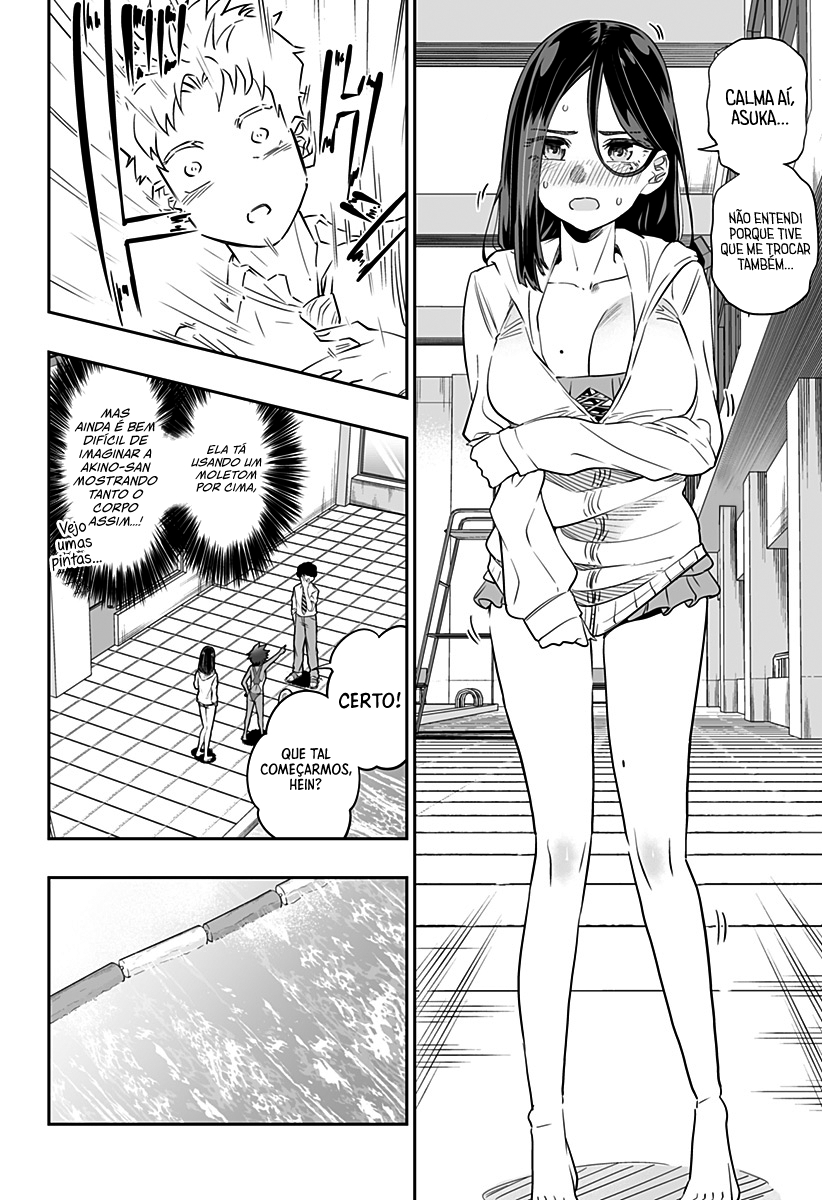 CALMA AÍ,
ASUKA...
NÃO ENTENDI
PORQUE TIVE
QUE ME TROCAR
TAMBÉM...
ELA TÁ
USANDO UM
MOLETOM
POR CIMA,
MAS
AINDA É BEM
DIFÍCIL DE
IMAGINAR A
AKINO-SAN
MOSTRANDO
TANTO O
CORPO
ASSIM...!
Vejo
umas
pintas...
CERTO!
QUE TAL
COMEÇARMOS,
HEIN?